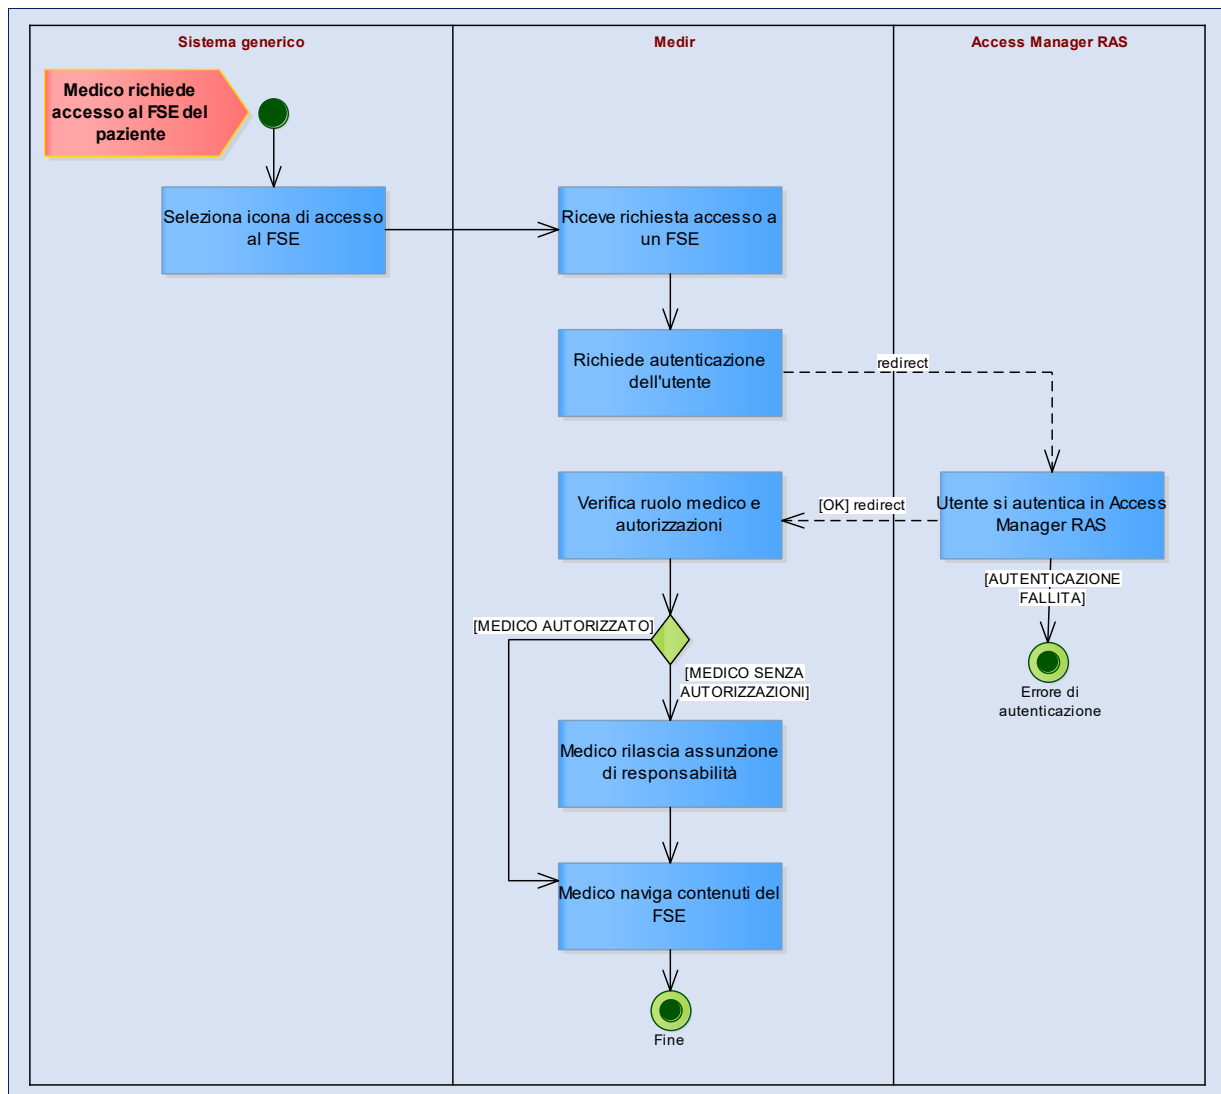 Sistema generico
Medir
Access Manager RAS
Medico richiede
accesso al FSE del
paziente
Seleziona icona di accesso
al FSE
Riceve richiesta accesso a
un FSE
Richiede autenticazione
dell'utente
redirect
Utente si autentica in Access
Manager RAS
[OK] redirect
Verifica ruolo medico e
autorizzazioni
[AUTENTICAZIONE
FALLITA]
Errore di
autenticazione
[MEDICO AUTORIZZATO]
[MEDICO SENZA
AUTORIZZAZIONI]
Medico rilascia assunzione
di responsabilità
Medico naviga contenuti del
FSE
Fine